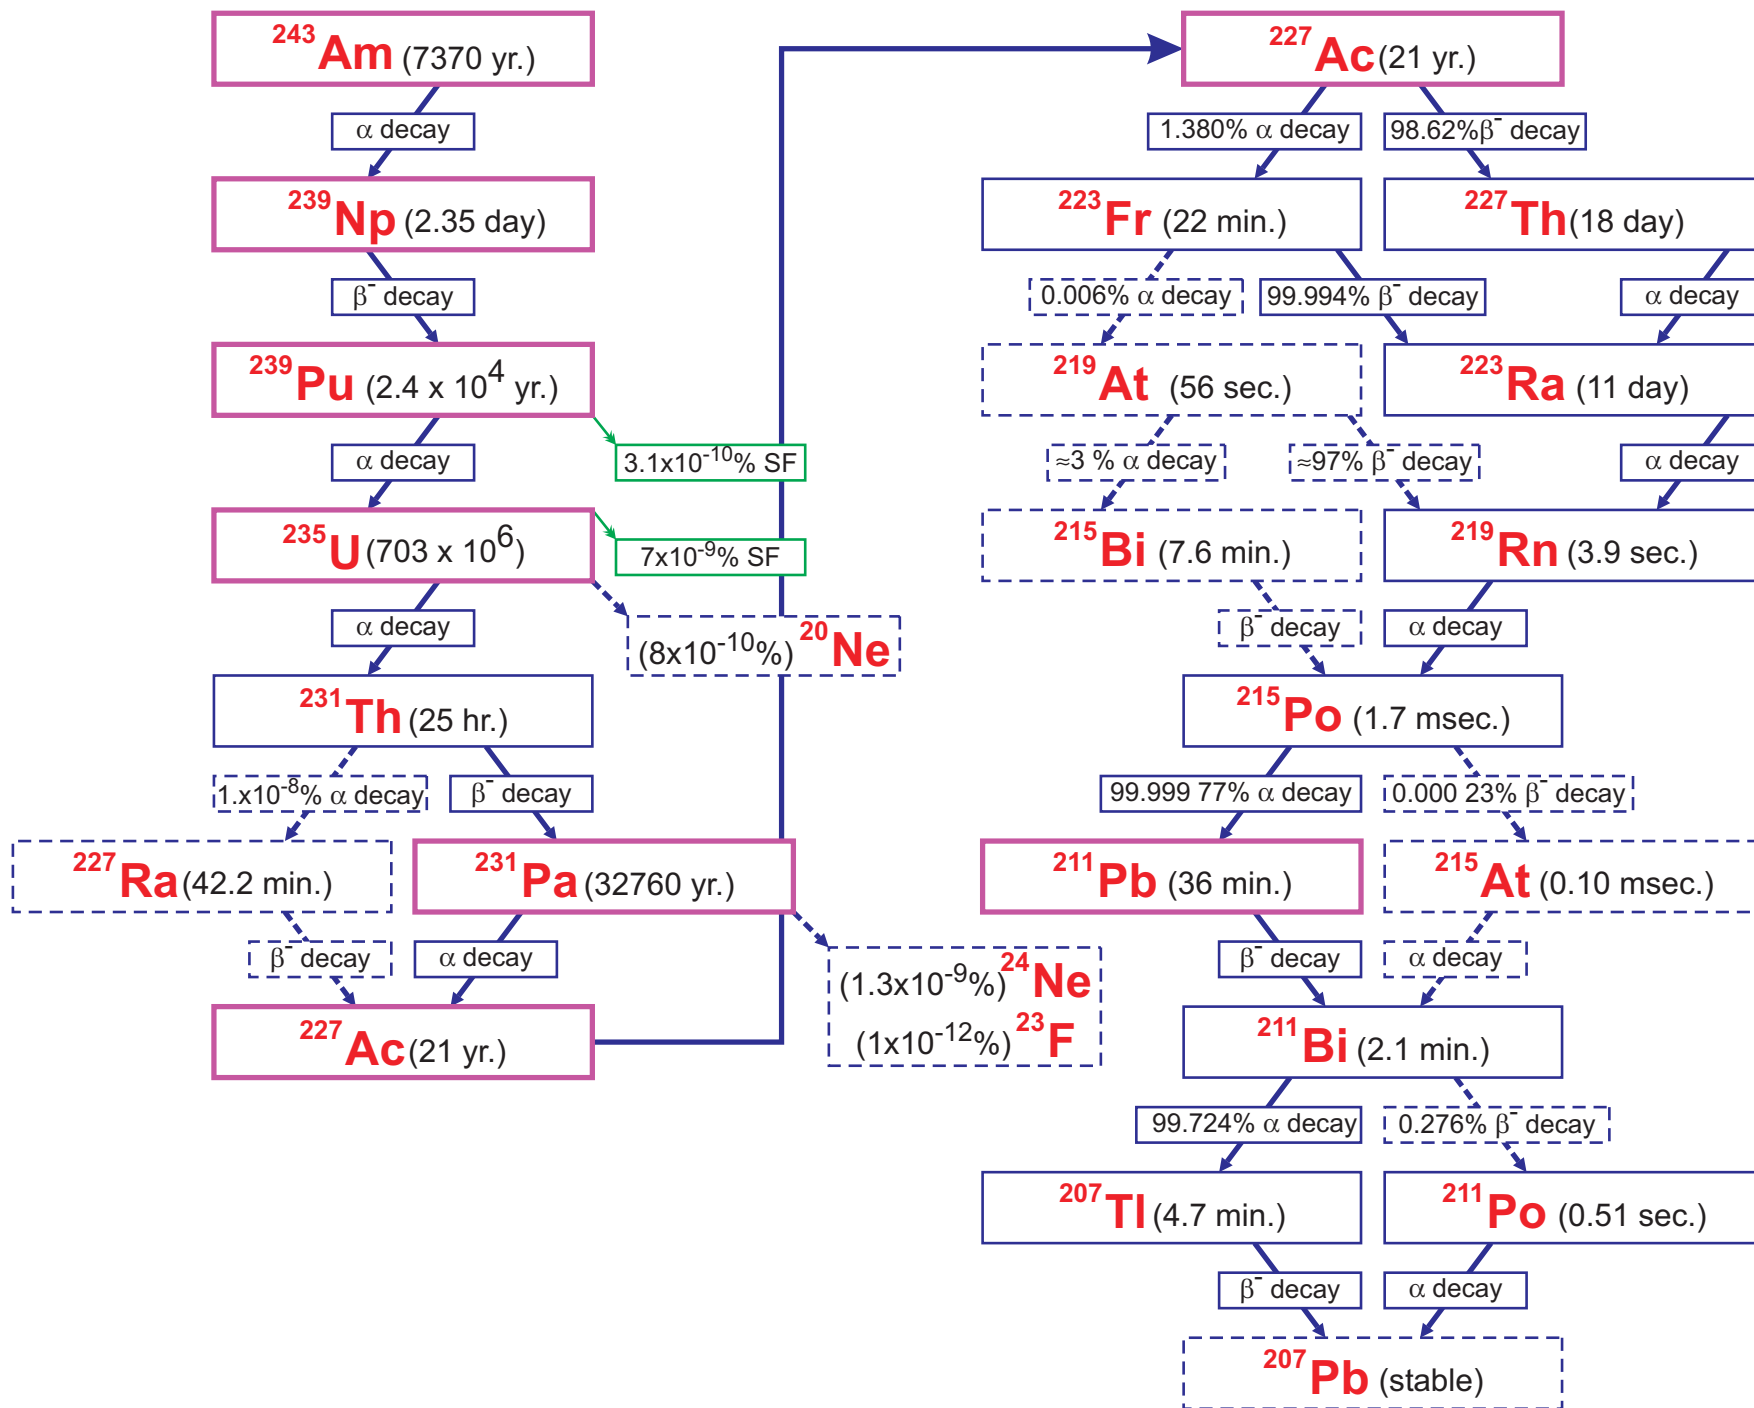 ²⁴³Am (7370 yr.)
α decay
²³⁹Np (2.35 day)
β⁻ decay
²³⁹Pu (2.4 x 10⁴ yr.)
3.1x10⁻¹⁰% SF
α decay
²³⁵U (703 x 10⁶)
7x10⁻⁹% SF
α decay
(8x10⁻¹⁰%) ²⁰Ne
²³¹Th (25 hr.)
1.x10⁻⁸% α decay
β⁻ decay
²²⁷Ra (42.2 min.)
²³¹Pa (32760 yr.)
β⁻ decay
α decay
(1.3x10⁻⁹%) ²⁴Ne
(1x10⁻¹²%) ²³F
²²⁷Ac (21 yr.)
²²⁷Ac (21 yr.)
1.380% α decay
98.62%β⁻ decay
²²³Fr (22 min.)
²²⁷Th (18 day)
0.006% α decay
99.994% β⁻ decay
α decay
²¹⁹At (56 sec.)
²²³Ra (11 day)
≈3 % α decay
≈97% β⁻ decay
α decay
²¹⁵Bi (7.6 min.)
²¹⁹Rn (3.9 sec.)
β⁻ decay
α decay
²¹⁵Po (1.7 msec.)
99.999 77% α decay
0.000 23% β⁻ decay
²¹¹Pb (36 min.)
²¹⁵At (0.10 msec.)
β⁻ decay
α decay
²¹¹Bi (2.1 min.)
99.724% α decay
0.276% β⁻ decay
²⁰⁷Tl (4.7 min.)
²¹¹Po (0.51 sec.)
β⁻ decay
α decay
²⁰⁷Pb (stable)